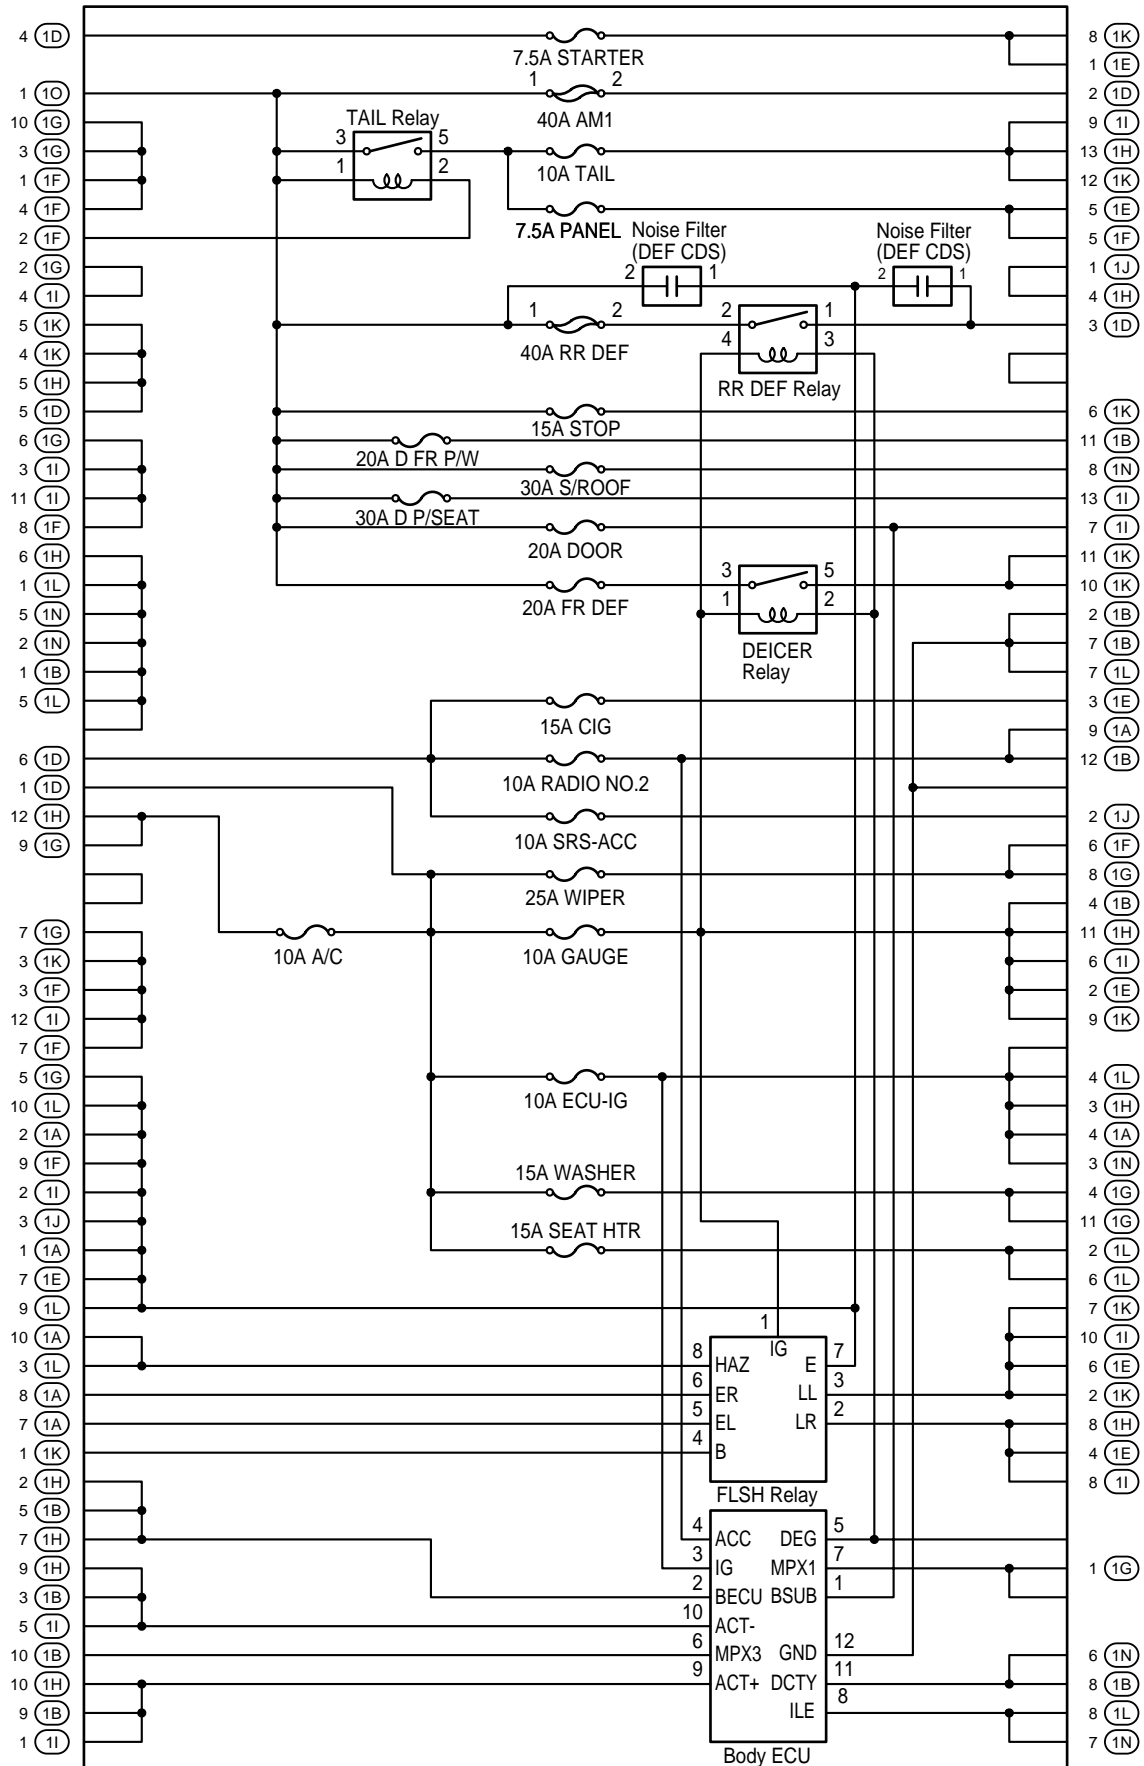 4 1D 8 1K
7.5A STARTER
1 1E
1 1O 1 2 2 1D
40A AM1
10 1G TAIL Relay 9 1I
3 1G 3 5 13 1H
10A TAIL
1 1F 1 2 12 1K
4 1F 5 1E
7.5A PANEL
2 1F Noise Filter Noise Filter 5 1F
(DEF CDS) (DEF CDS)
2 1G 2 1 2 1 1 1J
4 1I 4 1H
5 1K 1 2 2 1 3 1D
40A RR DEF
4 1K 4 3
5 1H RR DEF Relay
5 1D 6 1K
15A STOP
6 1G 11 1B
20A D FR P/W
3 1I 8 1N
30A S/ROOF
11 1I 13 1I
30A D P/SEAT
8 1F 7 1I
20A DOOR
6 1H 11 1K
1 1L 3 5 10 1K
20A FR DEF
5 1N 1 2 2 1B
2 1N DEICER 7 1B
1 1B Relay 7 1L
5 1L 3 1E
15A CIG
9 1A
6 1D 12 1B
10A RADIO NO.2
1 1D
12 1H 2 1J
10A SRS-ACC
9 1G 6 1F
8 1G
25A WIPER
4 1B
7 1G 11 1H
10A A/C 10A GAUGE
3 1K 6 1I
3 1F 2 1E
12 1I 9 1K
7 1F
5 1G 4 1L
10A ECU-IG
10 1L 3 1H
2 1A 4 1A
9 1F 3 1N
15A WASHER
2 1I 4 1G
3 1J 11 1G
15A SEAT HTR
1 1A 2 1L
7 1E 6 1L
9 1L 7 1K
1
10 1A IG 10 1I
3 1L 8 HAZ E 7 6 1E
8 1A 6 ER LL 3 2 1K
7 1A 5 EL LR 2 8 1H
1 1K 4 B 4 1E
2 1H 8 1I
FLSH Relay
5 1B
7 1H 4 ACC DEG 5
9 1H 3 IG MPX1 7 1 1G
3 1B 2 BECU BSUB 1
5 1I 10 ACT-
10 1B 6 MPX3 GND 12 6 1N
10 1H 9 ACT+ DCTY 11 8 1B
9 1B ILE 8 8 1L
1 1I 7 1N
Body ECU